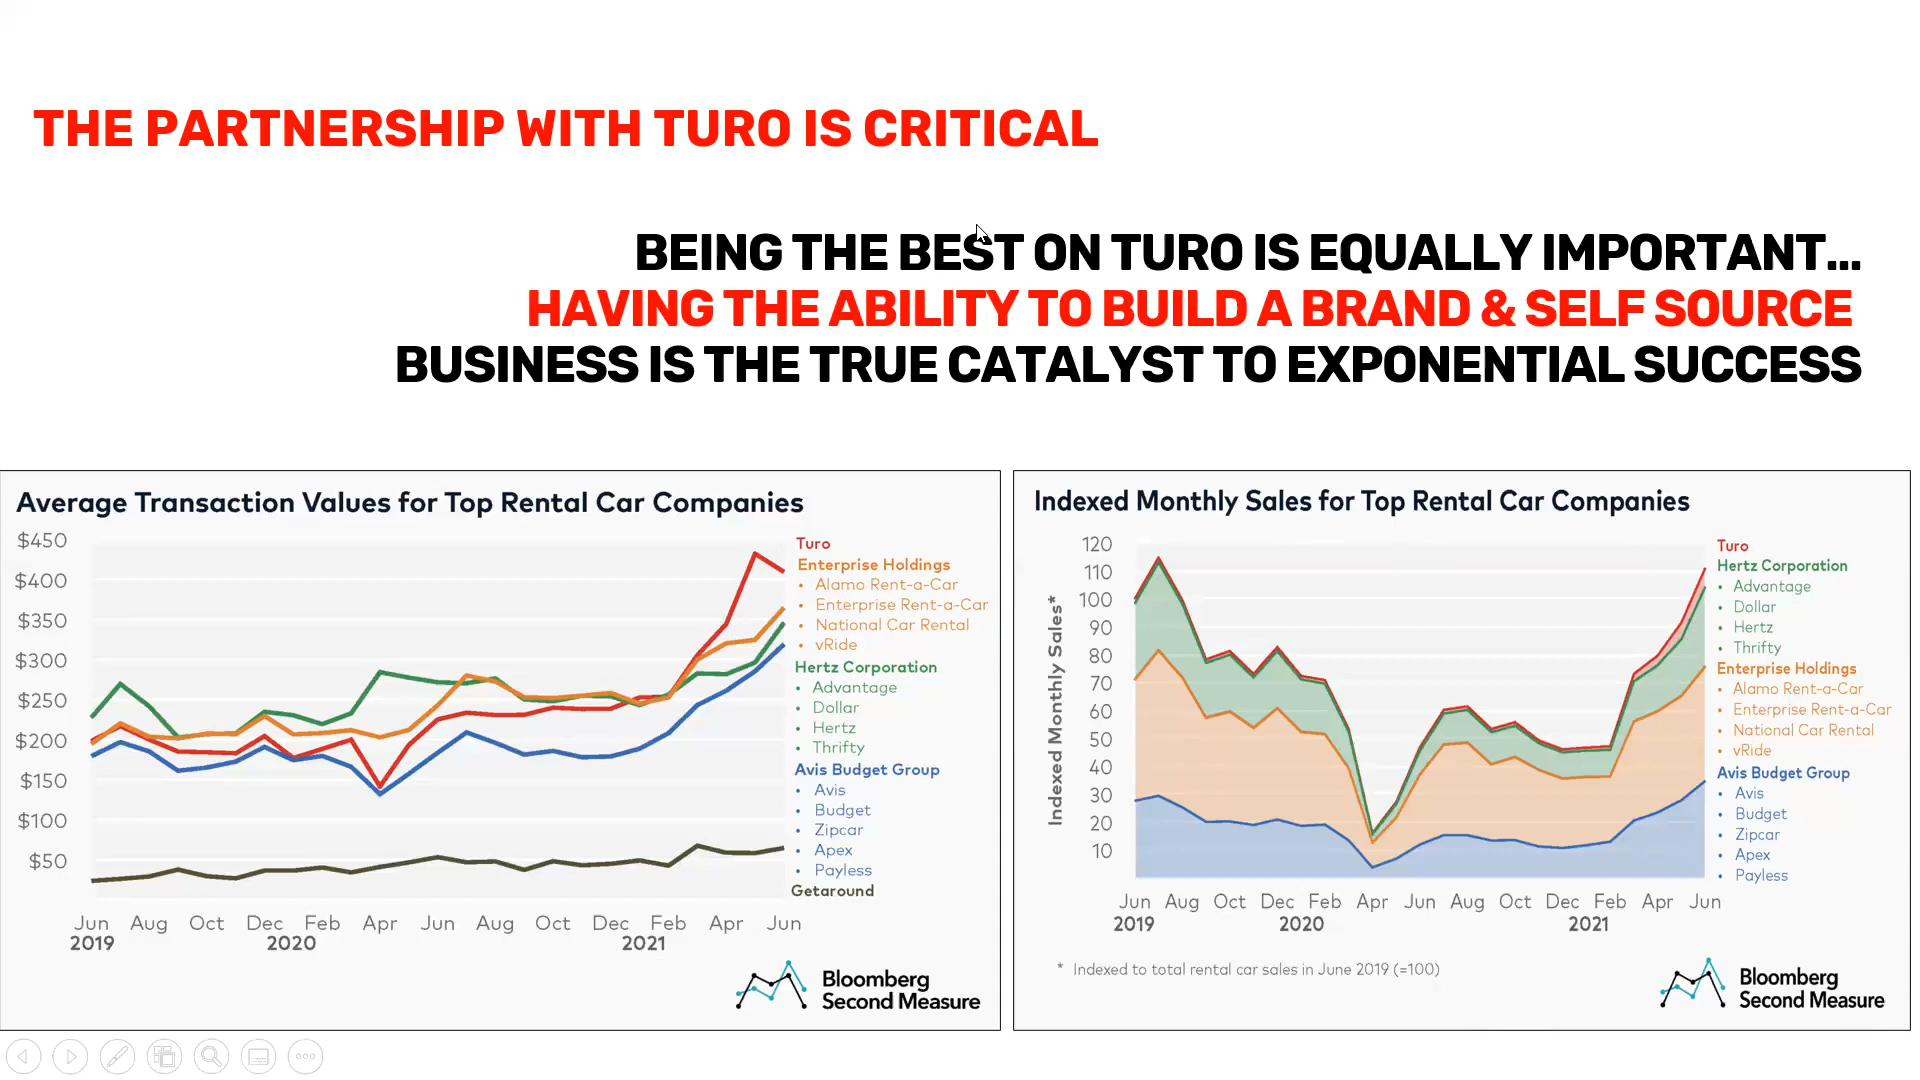 THE PARTNERSHIP WITH TURO IS CRITICAL
BEING THE BEST ON TURO IS EQUALLY IMPORTANT...
HAVING THE ABILITY TO BUILD A BRAND & SELF SOURCE
BUSINESS IS THE TRUE CATALYST TO EXPONENTIAL SUCCESS
Average Transaction Values for Top Rental Car Companies
$450
$400
$350
$300
$250
$200
$150
$100
$50
Turo
Enterprise Holdings
• Alamo Rent-a-Car
• Enterprise Rent-a-Car
• National Car Rental
• vRide
Hertz Corporation
• Advantage
• Dollar
• Hertz
• Thrifty
Avis Budget Group
• Avis
• Budget
• Zipcar
• Apex
• Payless
Getaround
Jun Aug Oct Dec Feb Apr Jun Aug Oct Dec Feb Apr Jun
2019 2020 2021
Bloomberg
Second Measure
Indexed Monthly Sales for Top Rental Car Companies
Indexed Monthly Sales*
120
110
100
90
80
70
60
50
40
30
20
10
Turo
Hertz Corporation
• Advantage
• Dollar
• Hertz
• Thrifty
Enterprise Holdings
• Alamo Rent-a-Car
• Enterprise Rent-a-Car
• National Car Rental
• vRide
Avis Budget Group
• Avis
• Budget
• Zipcar
• Apex
• Payless
Jun Aug Oct Dec Feb Apr Jun Aug Oct Dec Feb Apr Jun
2019 2020 2021
* Indexed to total rental car sales in June 2019 (=100)
Bloomberg
Second Measure